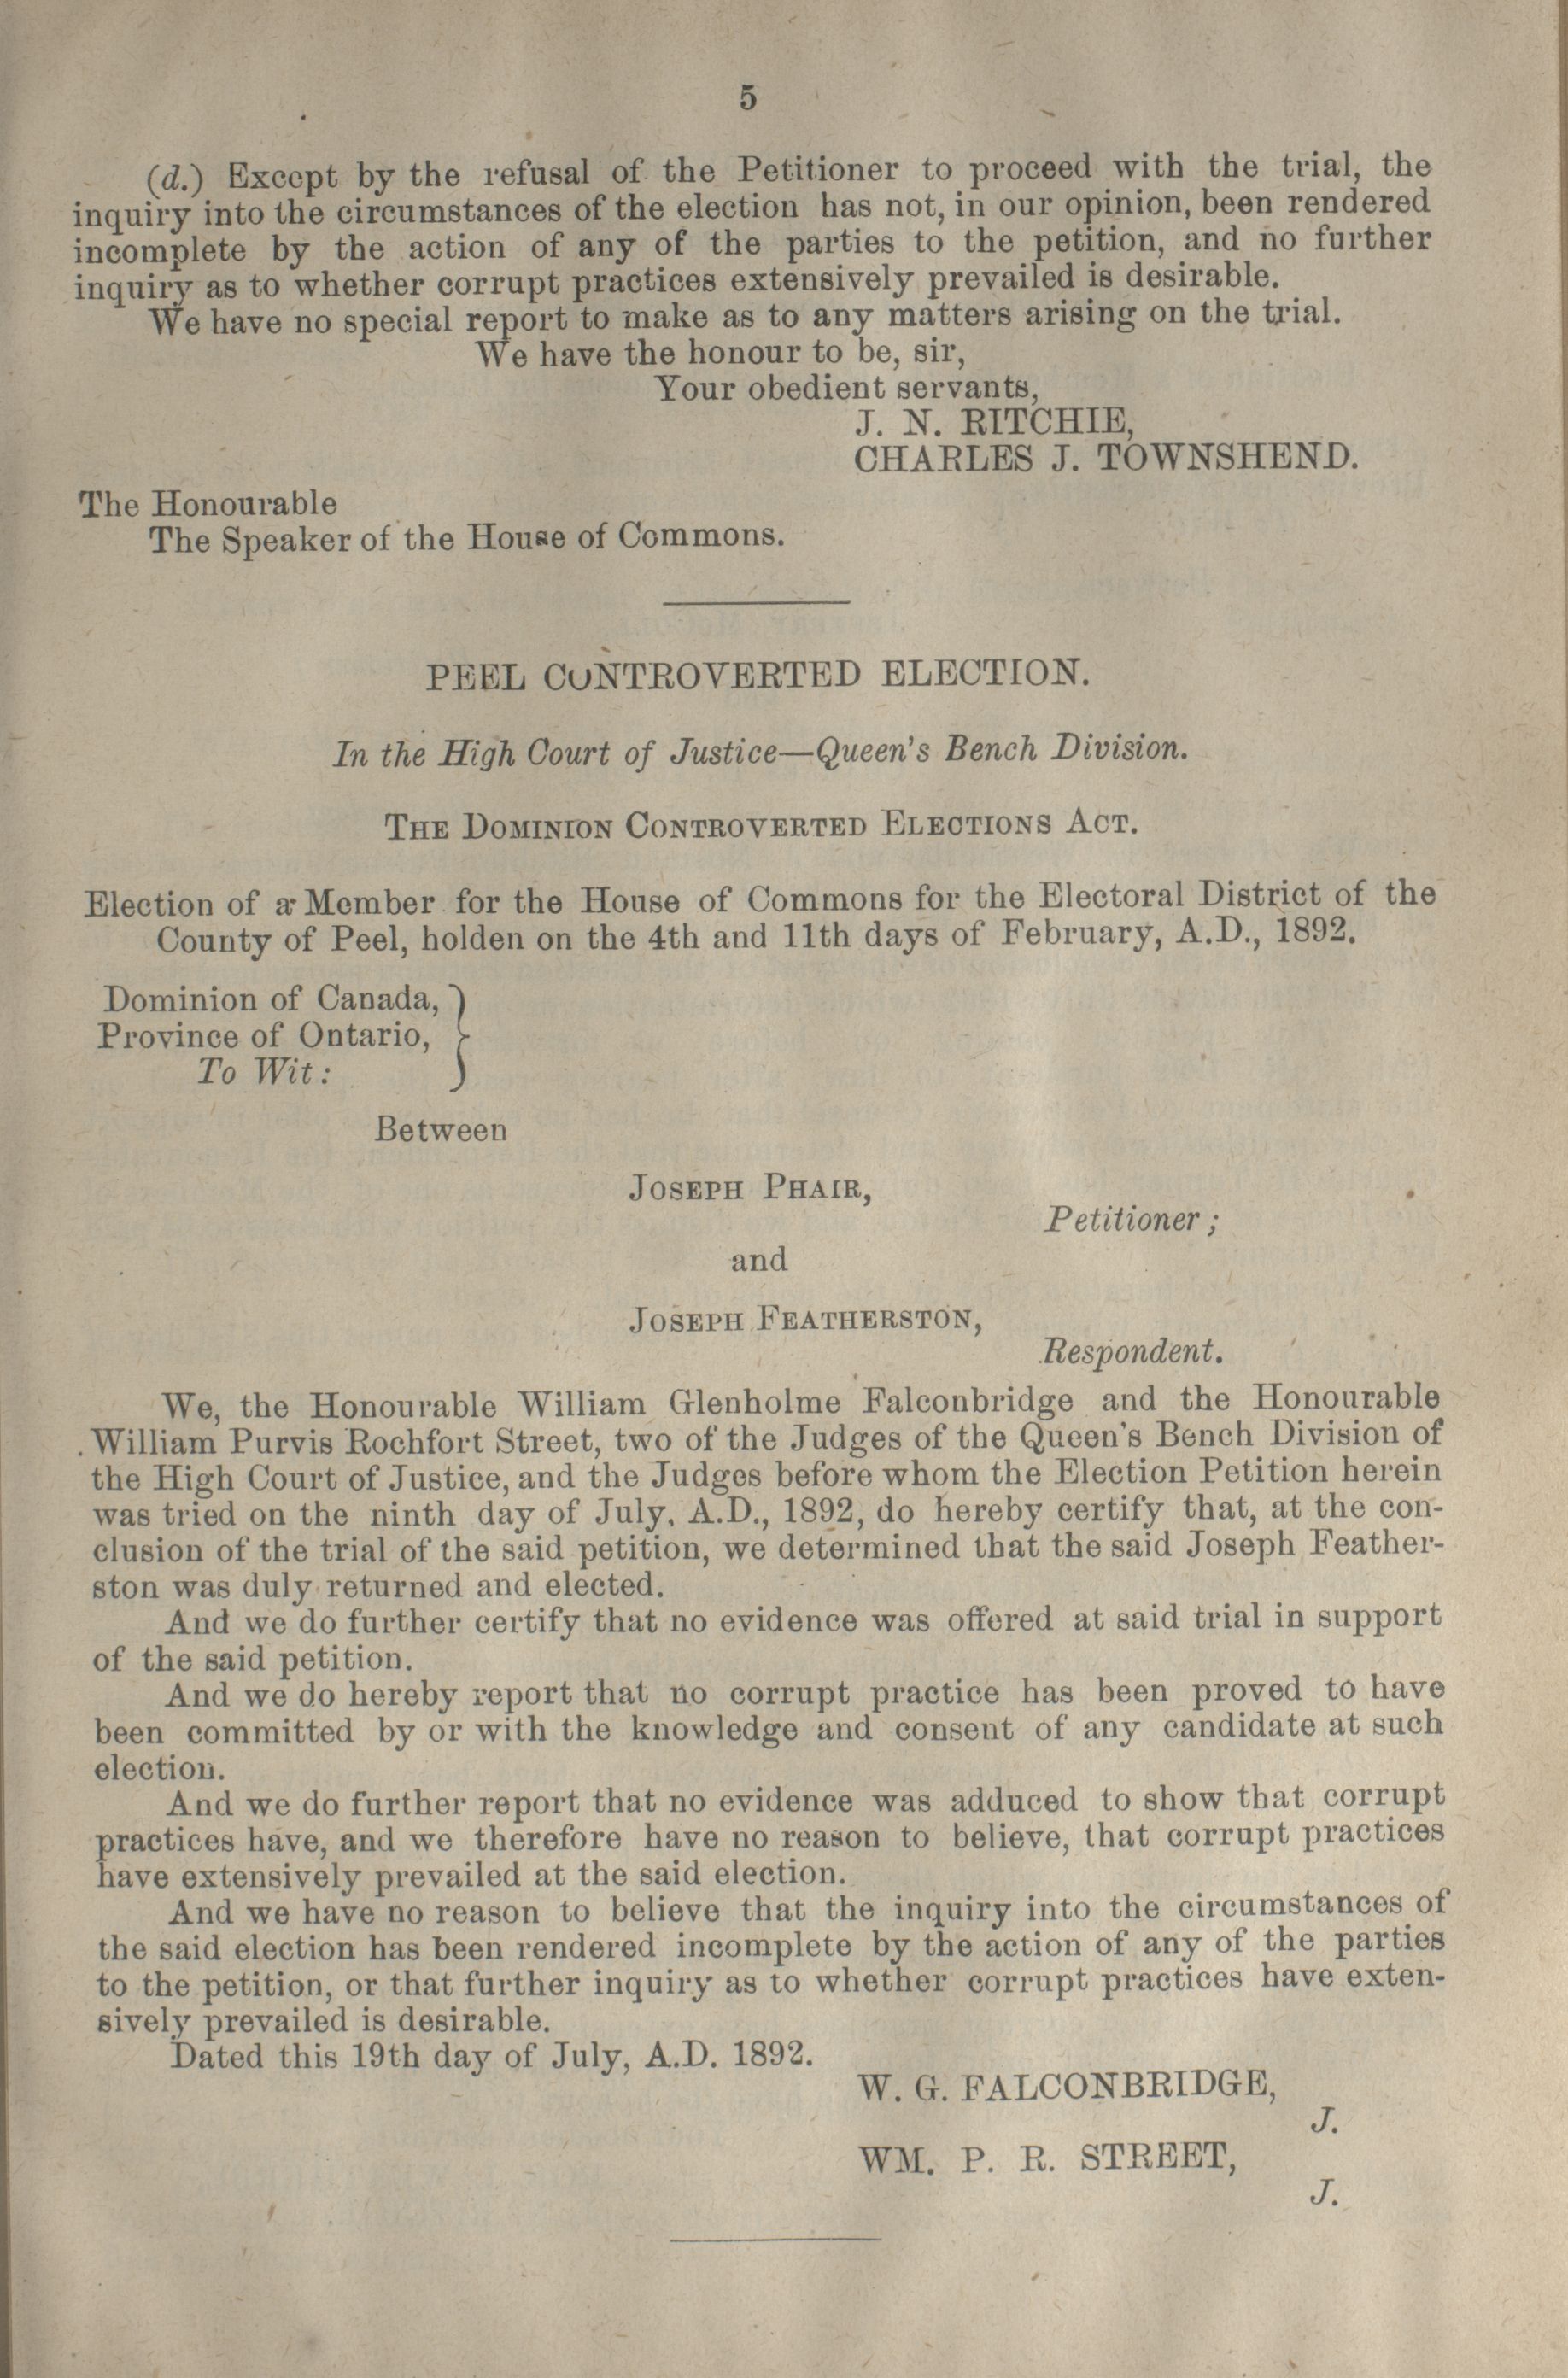 5
(d.) Except by the refusal of the Petitioner to proceed with the trial, the
inquiry into the circumstances of the election has not, in our opinion, been rendered
incomplete by the action of any of the parties to the petition, and no further
inquiry as to whether corrupt practices extensively prevailed is desirable.
We have no special report to make as to any matters arising on the trial.
We have the honour to be, sir,
Your obedient servants,
J. N. RITCHIE,
CHARLES J. TOWNSHEND.
The Honourable
The Speaker of the House of Commons.
PEEL CONTROVERTED ELECTION.
In the High Court of Justice—Queen's Bench Division.
THE DOMINION CONTROVERTED ELECTIONS ACT.
Election of a Member for the House of Commons for the Electoral District of the
County of Peel, holden on the 4th and 11th days of February, A.D., 1892.
Dominion of Canada,
Province of Ontario,
To Wit:
Between
JOSEPH PHAIR,
Petitioner;
and
JOSEPH FEATHERSTON,
Respondent.
We, the Honourable William Glenholme Falconbridge and the Honourable
William Purvis Rochfort Street, two of the Judges of the Queen's Bench Division of
the High Court of Justice, and the Judges before whom the Election Petition herein
was tried on the ninth day of July, A.D., 1892, do hereby certify that, at the con-
clusion of the trial of the said petition, we determined that the said Joseph Feather-
ston was duly returned and elected.
And we do further certify that no evidence was offered at said trial in support
of the said petition.
And we do hereby report that no corrupt practice has been proved to have
been committed by or with the knowledge and consent of any candidate at such
election.
And we do further report that no evidence was adduced to show that corrupt
practices have, and we therefore have no reason to believe, that corrupt practices
have extensively prevailed at the said election.
And we have no reason to believe that the inquiry into the circumstances of
the said election has been rendered incomplete by the action of any of the parties
to the petition, or that further inquiry as to whether corrupt practices have exten-
sively prevailed is desirable.
Dated this 19th day of July, A.D. 1892.
W. G. FALCONBRIDGE,
J.
WM. P. R. STREET,
J.